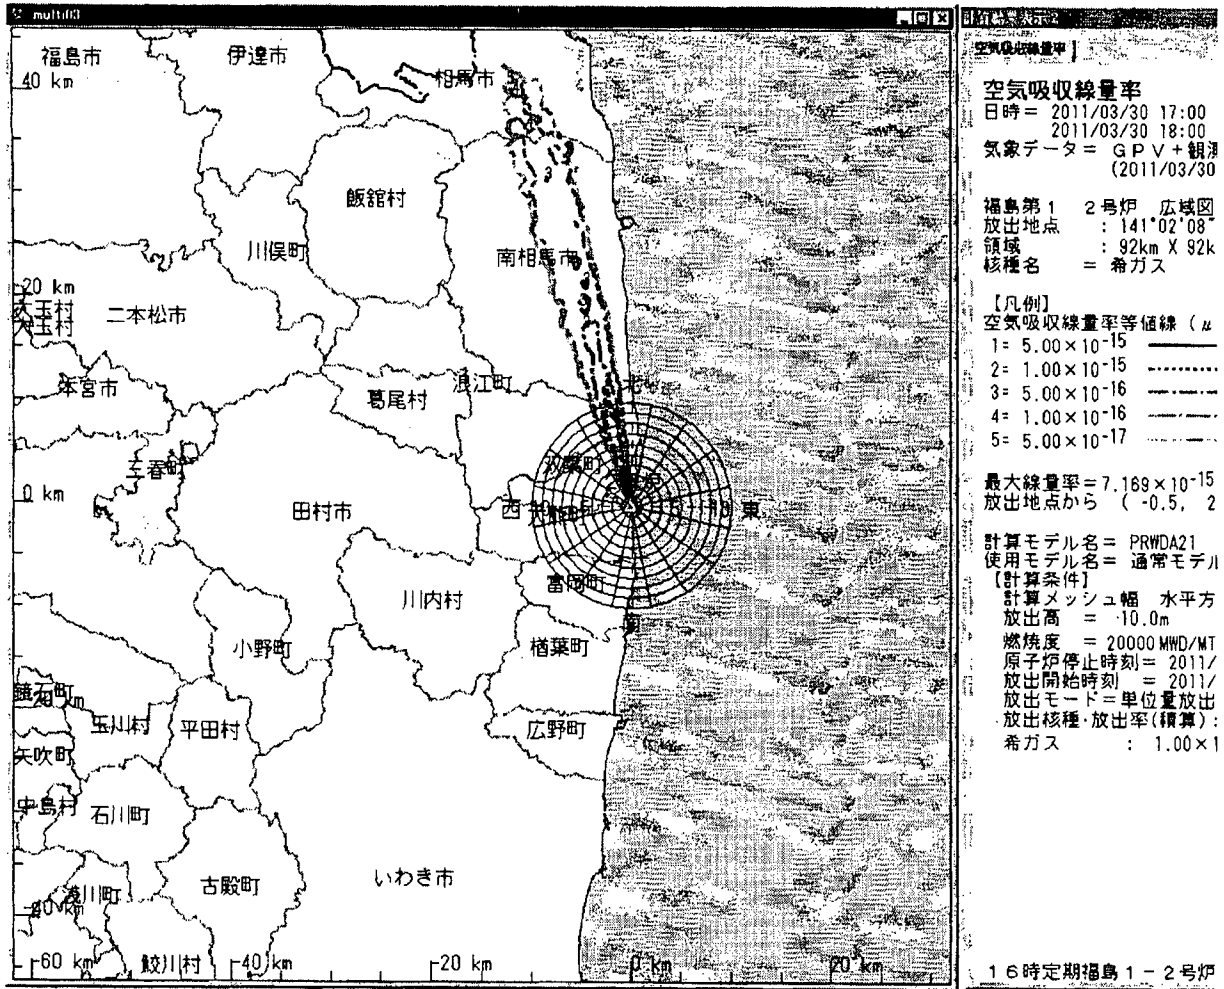 multi03
福島市
伊達市
相馬市
40 km
飯舘村
川俣町
南相馬市
20 km
大玉村
大玉村
二本松市
本宮市
浪江町
北
葛尾村
三春町
双葉町
0 km
田村市
西
東
富岡町
川内村
南
小野町
楢葉町
鏡石町
-20 km
玉川村
平田村
広野町
矢吹町
中島村
石川町
浅川町
古殿町
いわき市
-40 km
鮫川村
-60 km
-40 km
-20 km
0 km
20 km
空気吸収線量率
空気吸収線量率
日時= 2011/03/30 17:00
2011/03/30 18:00
気象データ= GPV+観測
(2011/03/30
福島第1 2号炉 広域図
放出地点 : 141°02'08"
領域 : 92km X 92k
核種名 = 希ガス
【凡例】
空気吸収線量率等値線 (μ
1= 5.00×10-15
2= 1.00×10-15
3= 5.00×10-16
4= 1.00×10-16
5= 5.00×10-17
最大線量率=7.169×10-15
放出地点から ( -0.5, 2
計算モデル名= PRWDA21
使用モデル名= 通常モデル
【計算条件】
計算メッシュ幅 水平方
放出高 = 10.0m
燃焼度 = 20000MWD/MT
原子炉停止時刻= 2011/
放出開始時刻 = 2011/
放出モード=単位量放出
放出核種・放出率(積算):
希ガス : 1.00×1
16時定期福島1-2号炉